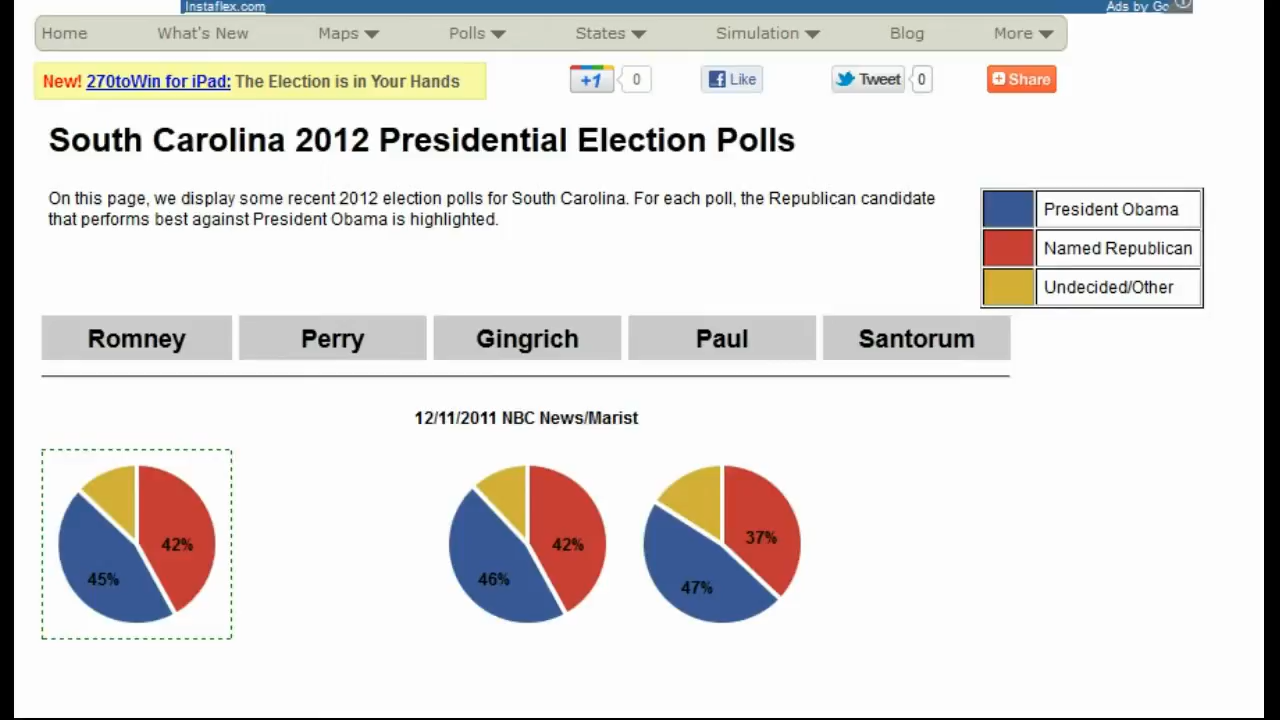 Instaflex.com
Ads by Go
Home What's New Maps Polls States Simulation Blog More
New! 270toWin for iPad: The Election is in Your Hands
+1 0 Like Tweet 0 Share
South Carolina 2012 Presidential Election Polls
On this page, we display some recent 2012 election polls for South Carolina. For each poll, the Republican candidate
that performs best against President Obama is highlighted.
President Obama
Named Republican
Undecided/Other
Romney Perry Gingrich Paul Santorum
12/11/2011 NBC News/Marist
42% 42% 37%
45% 46% 47%